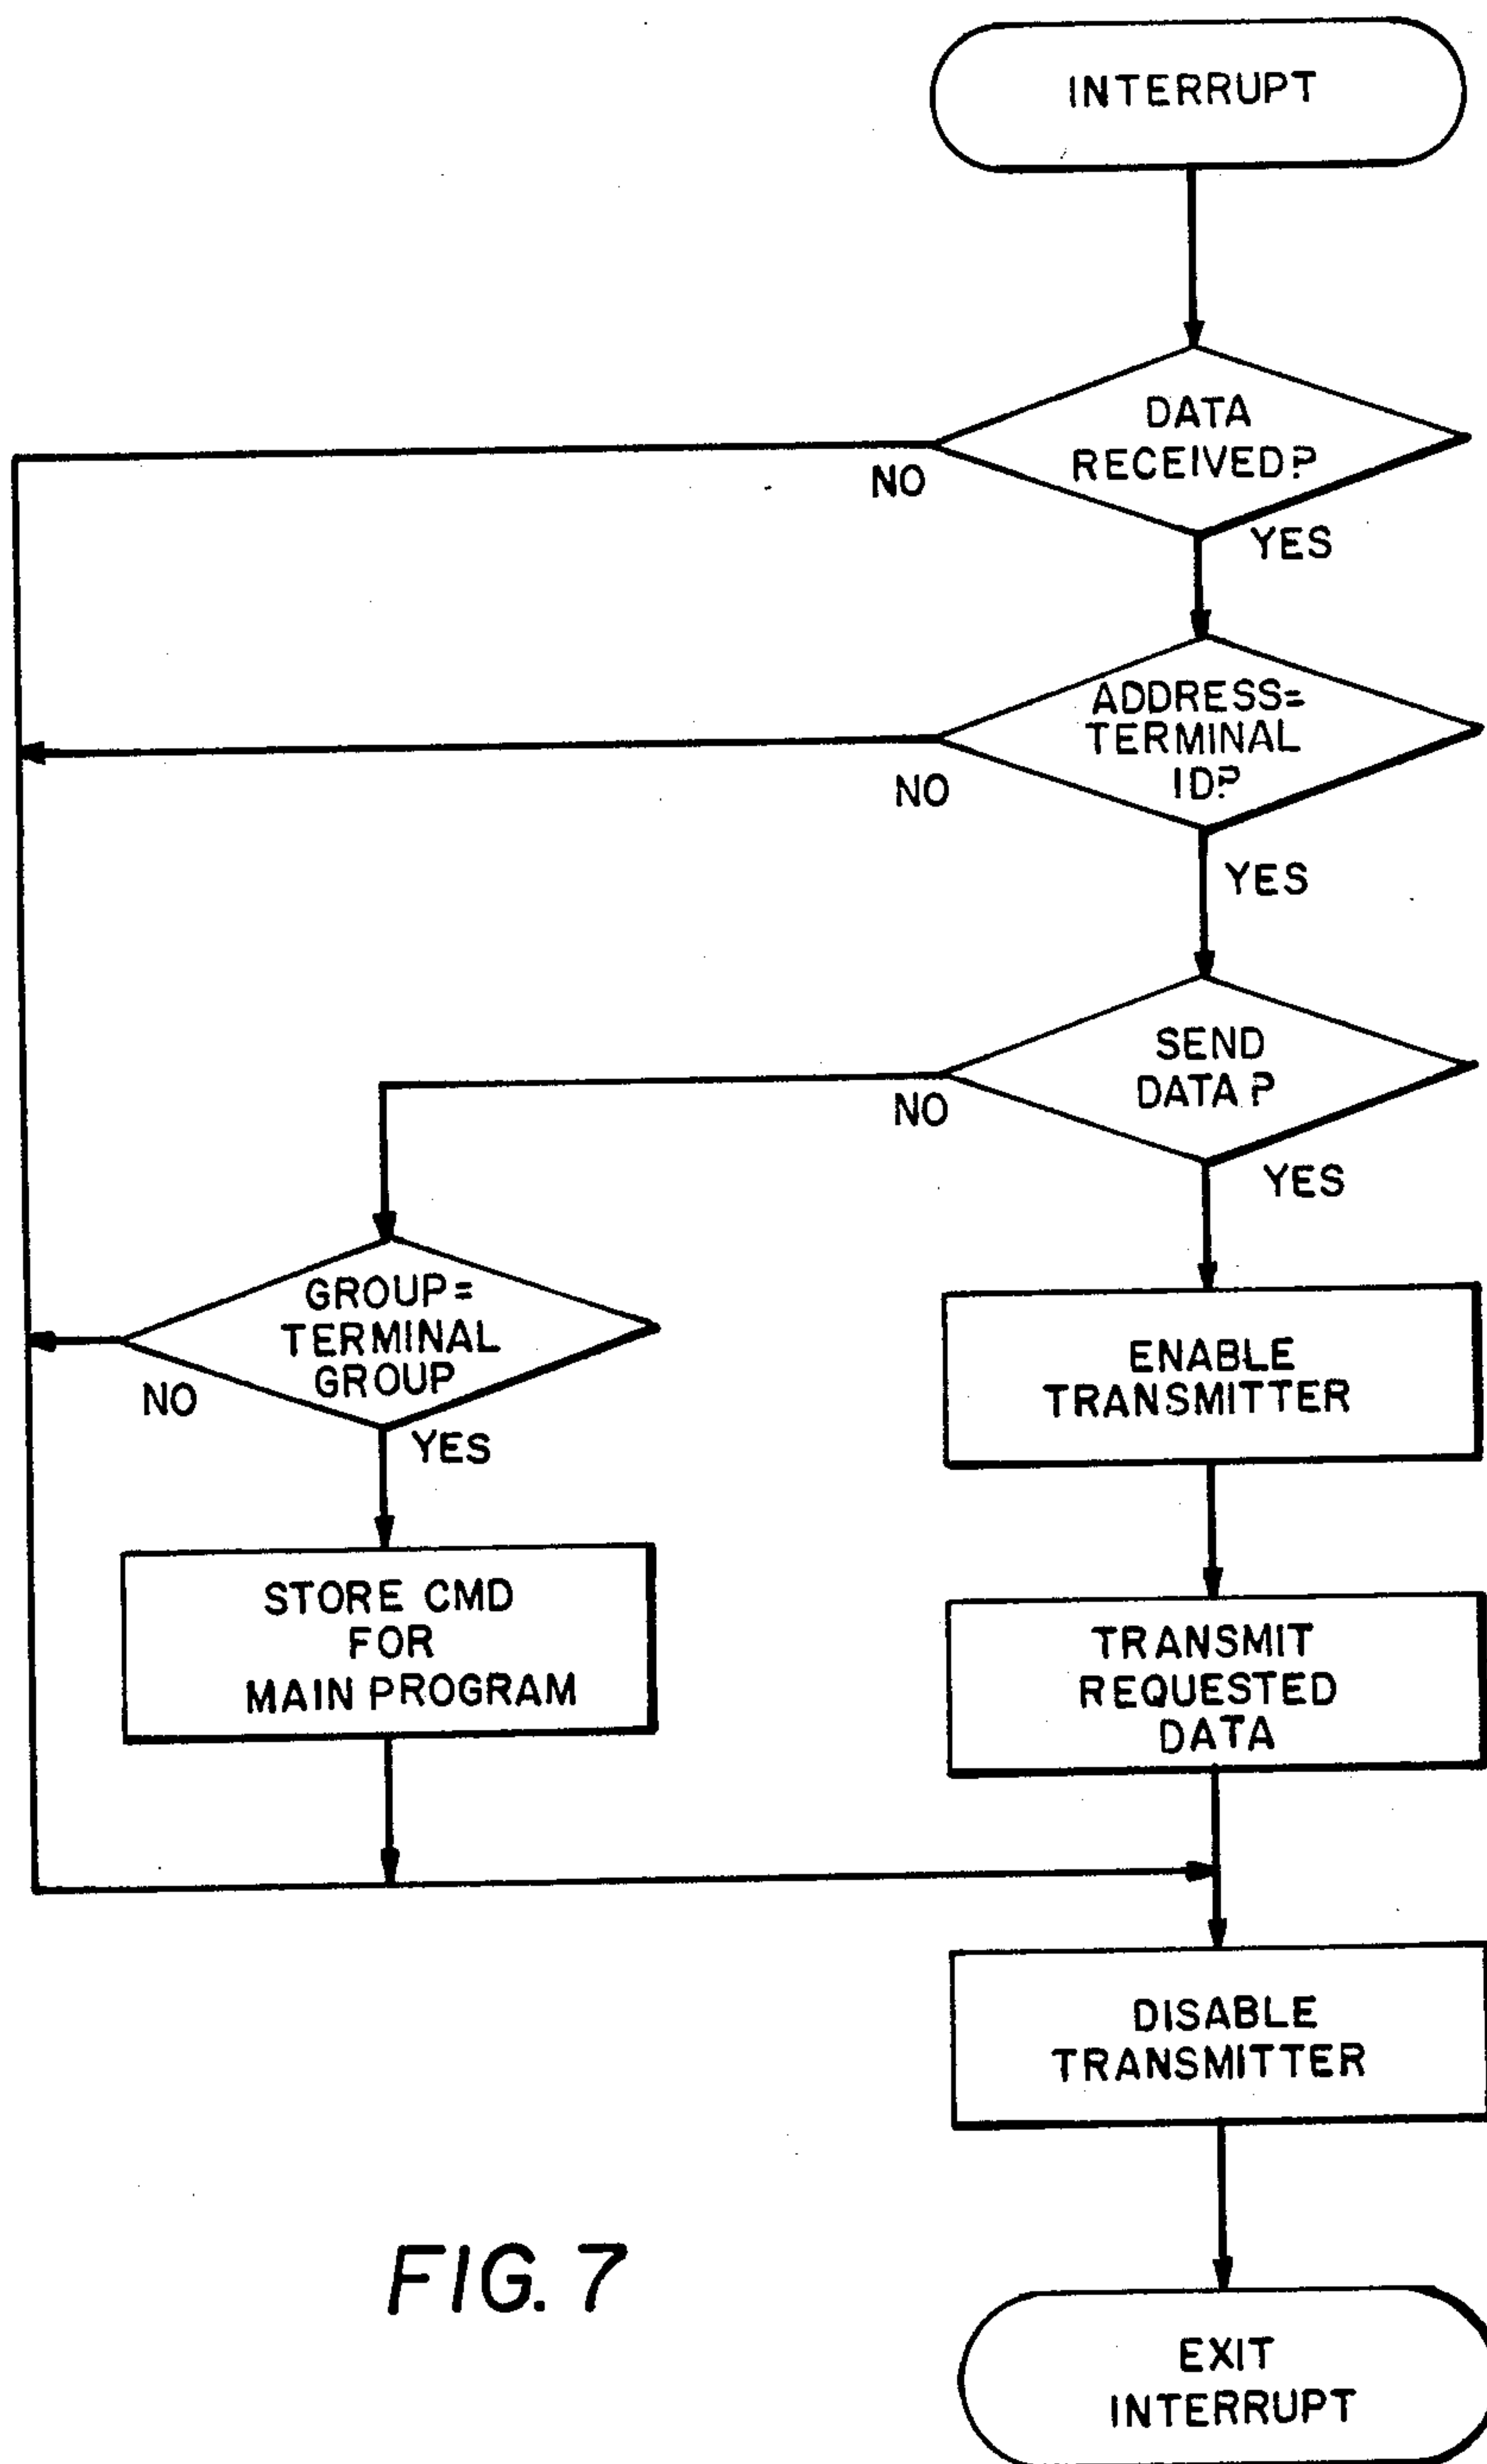 INTERRUPT
DATA
RECEIVED?
NO
YES
ADDRESS=
TERMINAL
ID?
NO
YES
SEND
DATA?
NO
YES
GROUP=
TERMINAL
GROUP
NO
YES
ENABLE
TRANSMITTER
STORE CMD
FOR
MAIN PROGRAM
TRANSMIT
REQUESTED
DATA
DISABLE
TRANSMITTER
EXIT
INTERRUPT
FIG. 7